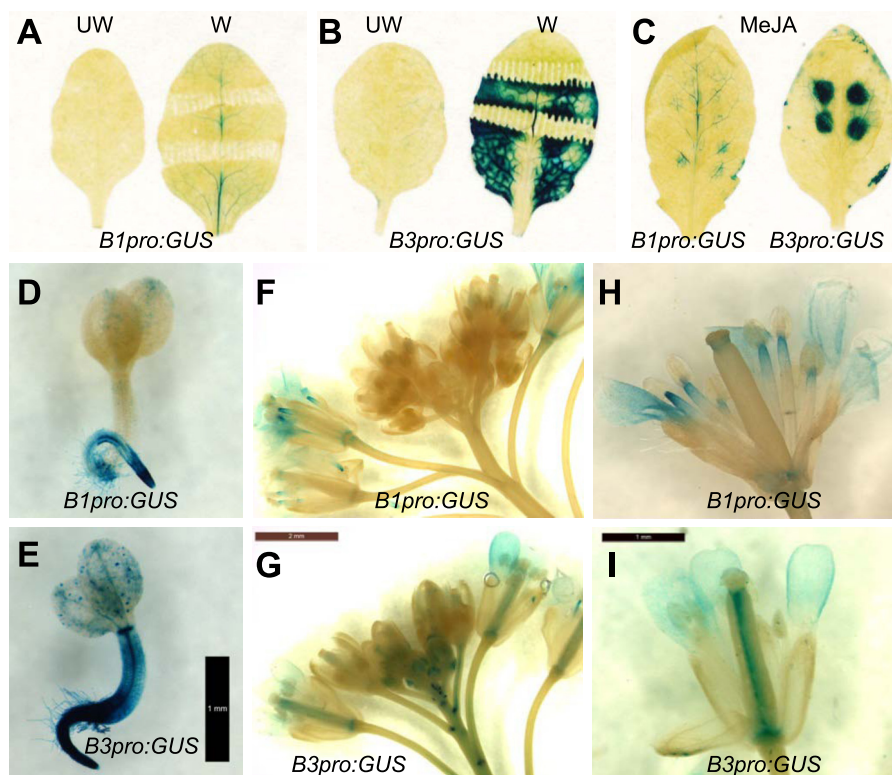 A UW W
B UW W
C MeJA
B1pro:GUS
B3pro:GUS
B1pro:GUS B3pro:GUS
D
B1pro:GUS
F
B1pro:GUS
H
B1pro:GUS
E
1 mm
B3pro:GUS
2 mm
G
B3pro:GUS
1 mm
I
B3pro:GUS